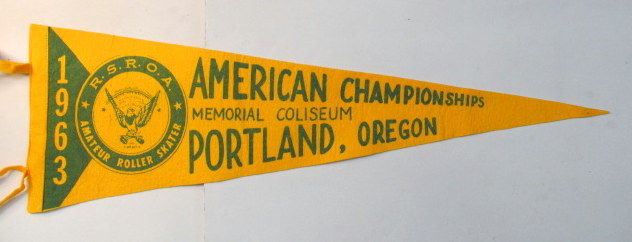 1963
R.S.R.O.A.
AMATEUR ROLLER SKATER
AMERICAN CHAMPIONSHIPS
MEMORIAL COLISEUM
PORTLAND, OREGON